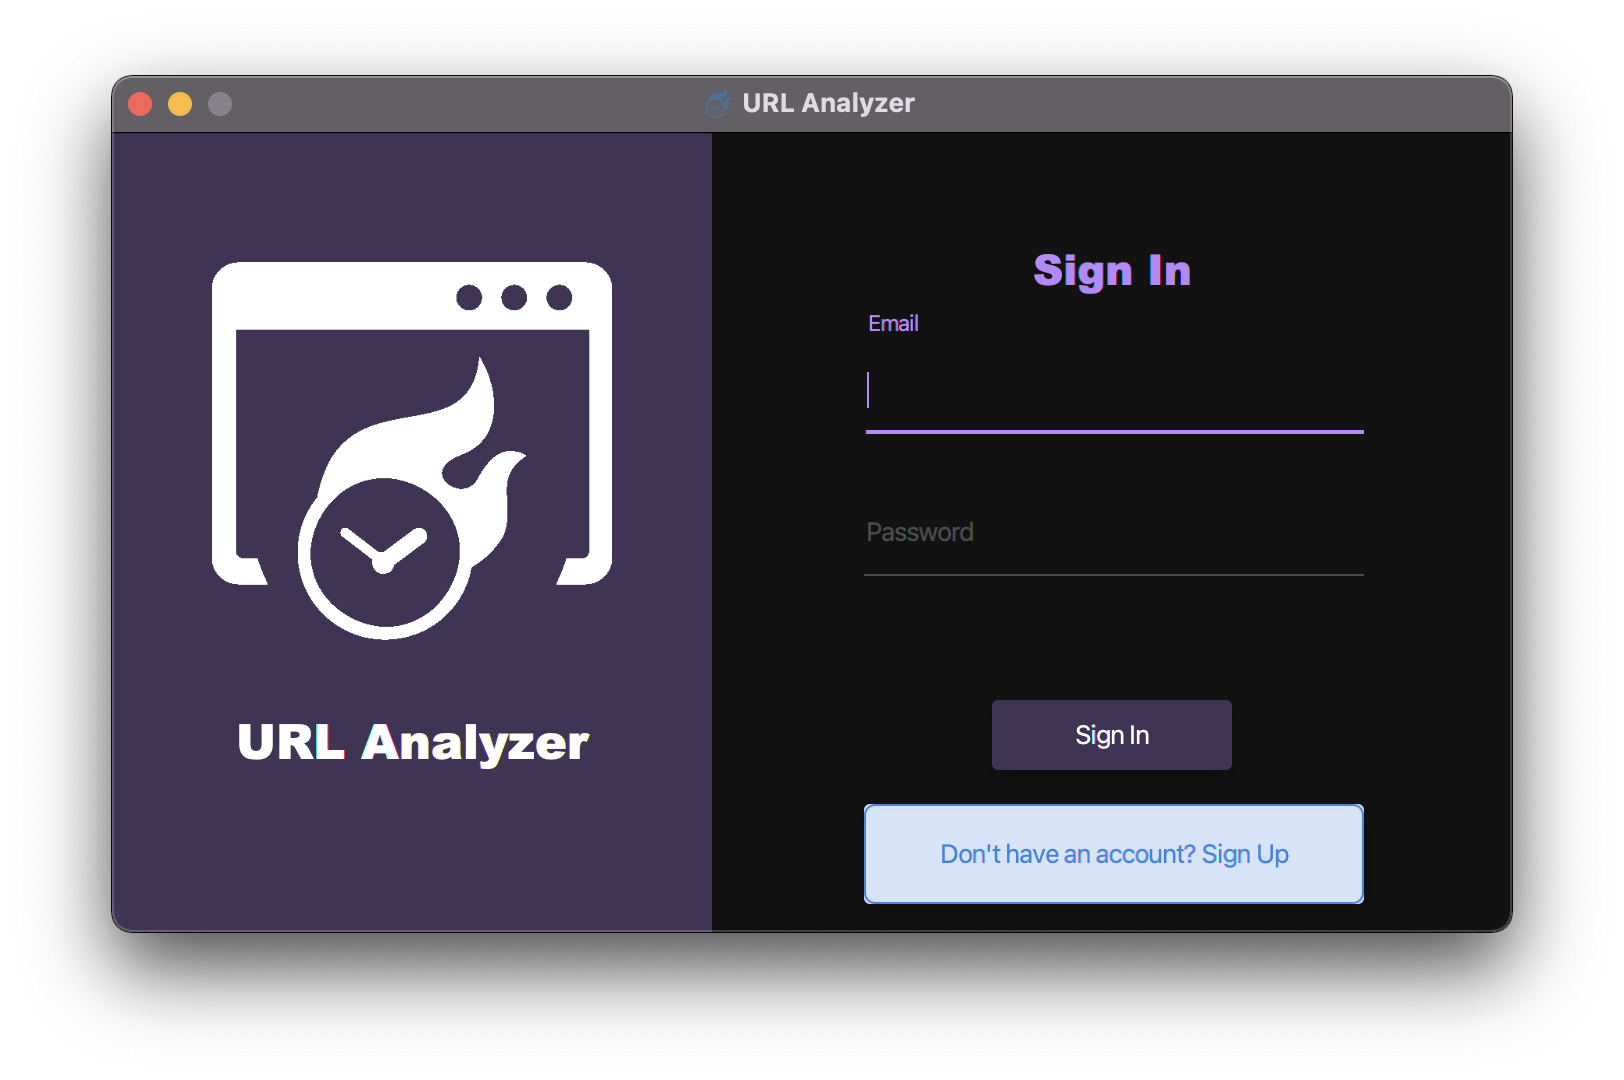 URL Analyzer
URL Analyzer
Sign In
Email
Password
Sign In
Don't have an account? Sign Up